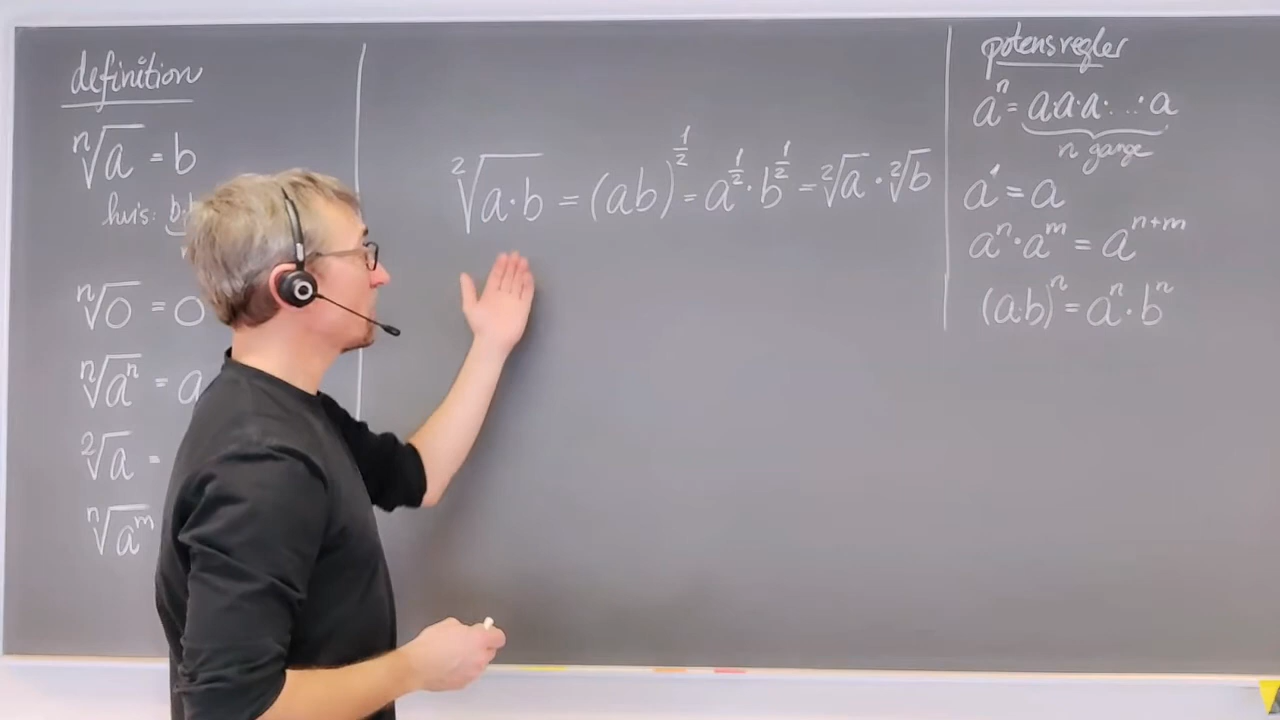 definition
ⁿ√a = b
hvis: b·b
ⁿ√0 = 0
ⁿ√aⁿ = a
²√a =
ⁿ√aᵐ
²√a·b = (ab)^½ = a^½ · b^½ = ²√a · ²√b
potensregler
aⁿ = a·a·a·...·a
n gange
a¹ = a
aⁿ · aᵐ = aⁿ⁺ᵐ
(a·b)ⁿ = aⁿ · bⁿ